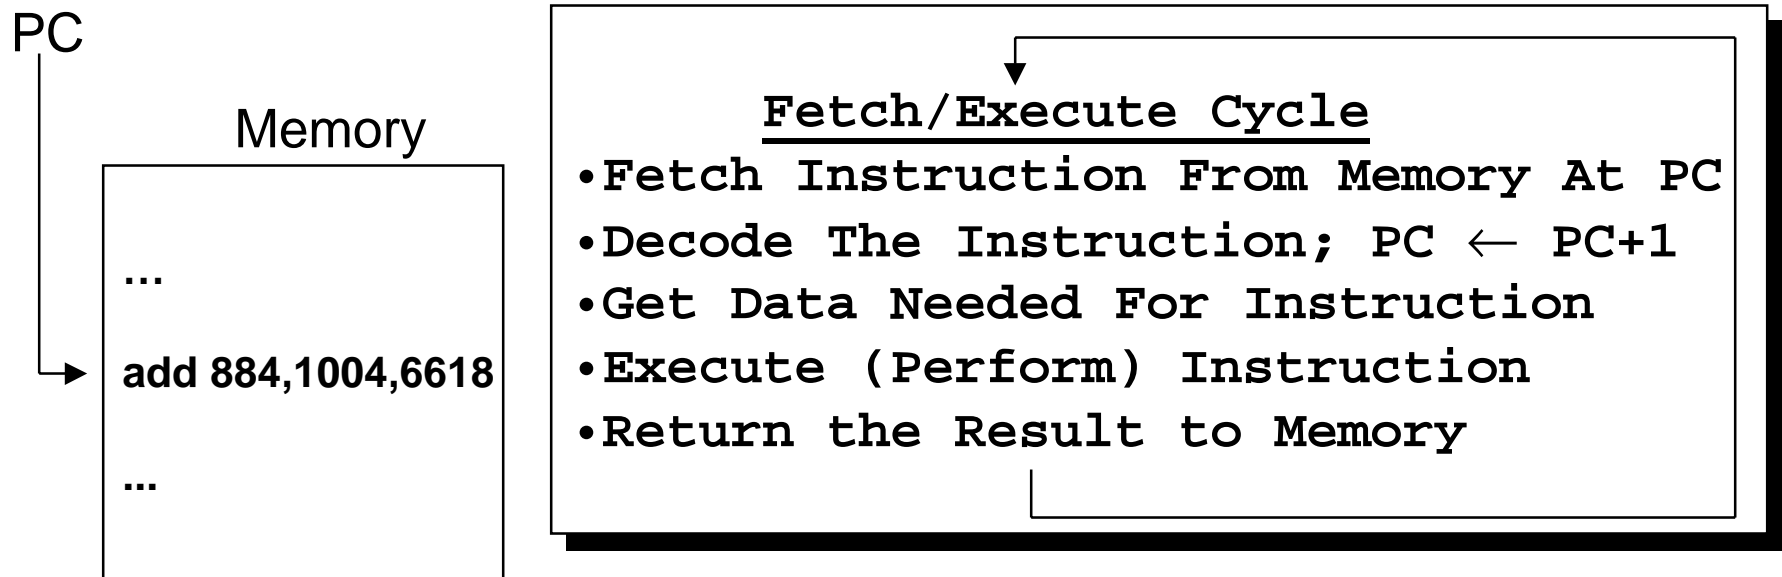 PC
Memory
...
add 884,1004,6618
...
Fetch/Execute Cycle
•Fetch Instruction From Memory At PC
•Decode The Instruction; PC ← PC+1
•Get Data Needed For Instruction
•Execute (Perform) Instruction
•Return the Result to Memory